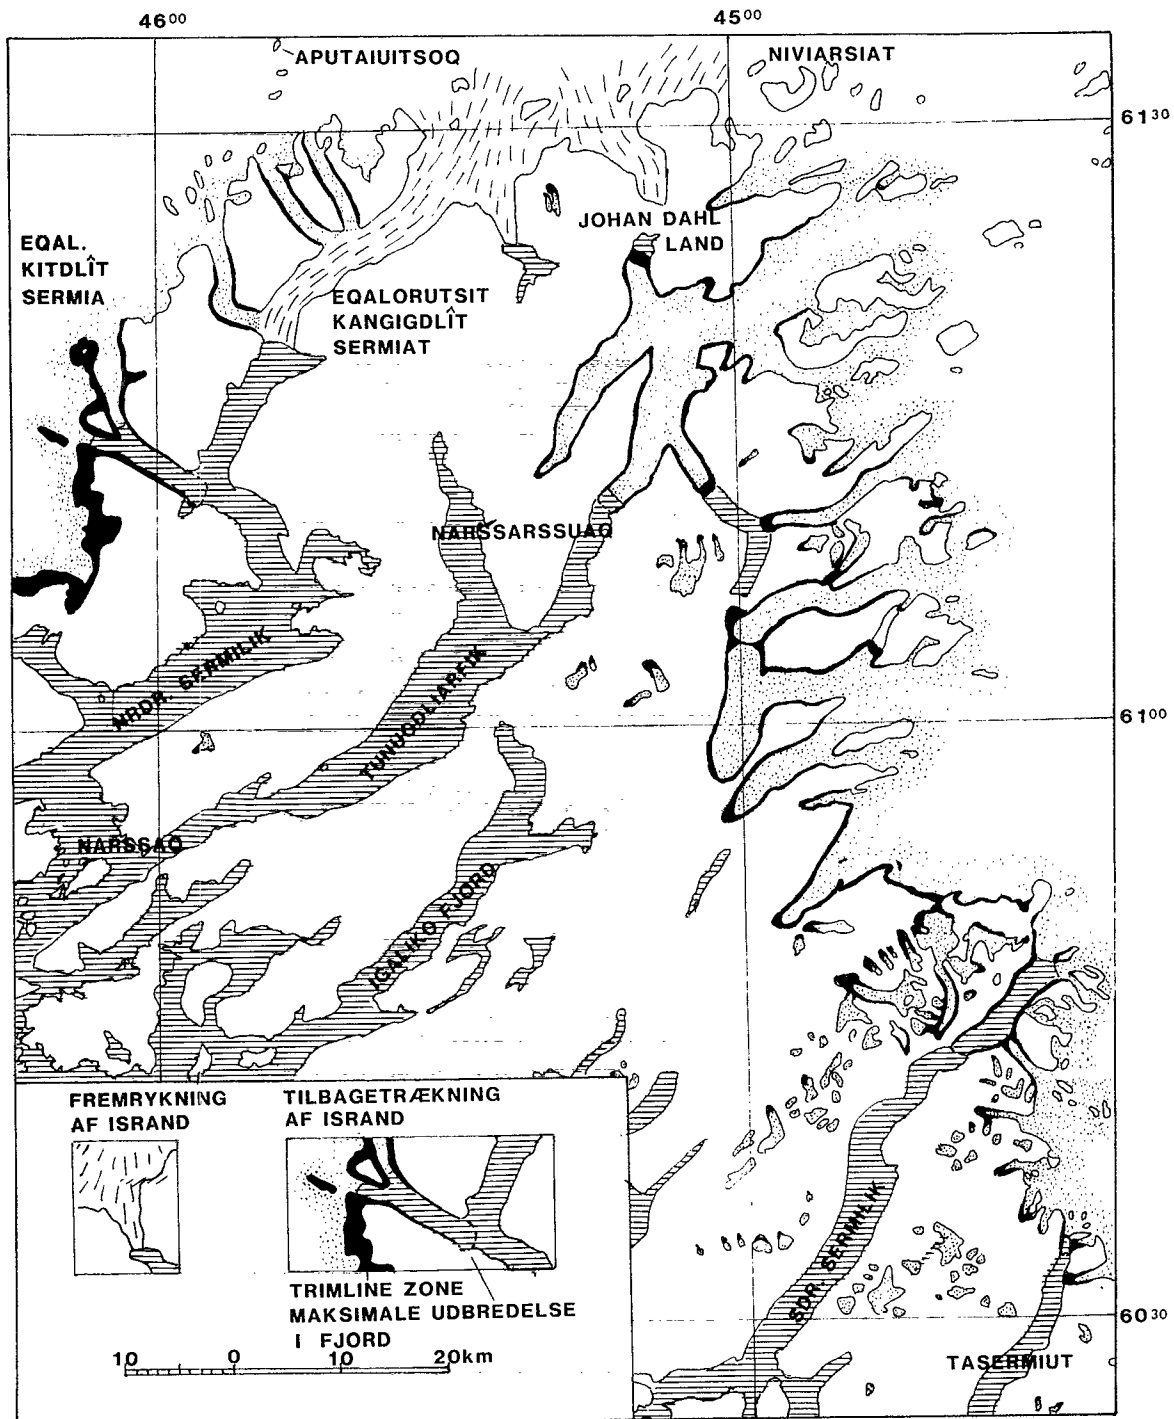 46⁰⁰
45⁰⁰
APUTAIUITSOQ
NIVIARSIAT
61³⁰
JOHAN DAHL
LAND
EQAL.
KITDLÎT
SERMIA
EQALORUTSIT
KANGIGDLÎT
SERMIAT
NARSSARSSUAQ
NRDR. SERMILIK
TUNUGDLIARFIK
61⁰⁰
NARSSAQ
IGALIKO FJORD
FREMRYKNING
AF ISRAND
TILBAGETRÆKNING
AF ISRAND
SDR. SERMILIK
TRIMLINE ZONE
MAKSIMALE UDBREDELSE
I FJORD
60³⁰
10 0 10 20km
TASERMIUT